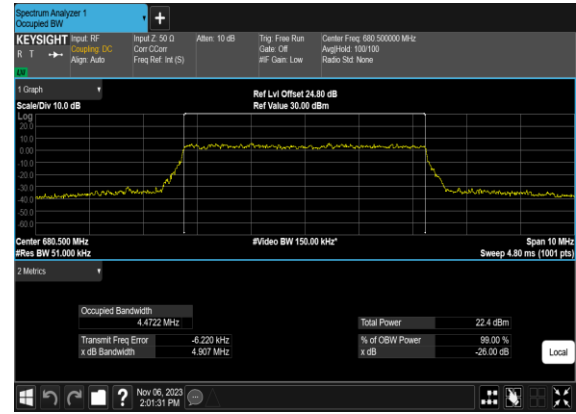 Spectrum Analyzer 1
Occupied BW
+
KEYSIGHT Input: RF Input Z: 50 Ω Atten: 10 dB Trig: Free Run Center Freq: 680.500000 MHz
R T Coupling: DC Corr CCorr Gate: Off Avg|Hold: 100/100
Align: Auto Freq Ref: Int (S) #IF Gain: Low Radio Std: None
1 Graph
Scale/Div 10.0 dB
Ref Lvl Offset 24.80 dB
Ref Value 30.00 dBm
Log
20.0
10.0
0.00
-10.0
-20.0
-30.0
-40.0
-50.0
-60.0
Center 680.500 MHz #Video BW 150.00 kHz* Span 10 MHz
#Res BW 51.000 kHz Sweep 4.80 ms (1001 pts)
2 Metrics
Occupied Bandwidth
4.4722 MHz
Total Power 22.4 dBm
Transmit Freq Error -6.220 kHz % of OBW Power 99.00 %
x dB Bandwidth 4.907 MHz x dB -26.00 dB
Local
?
Nov 06, 2023
2:01:31 PM